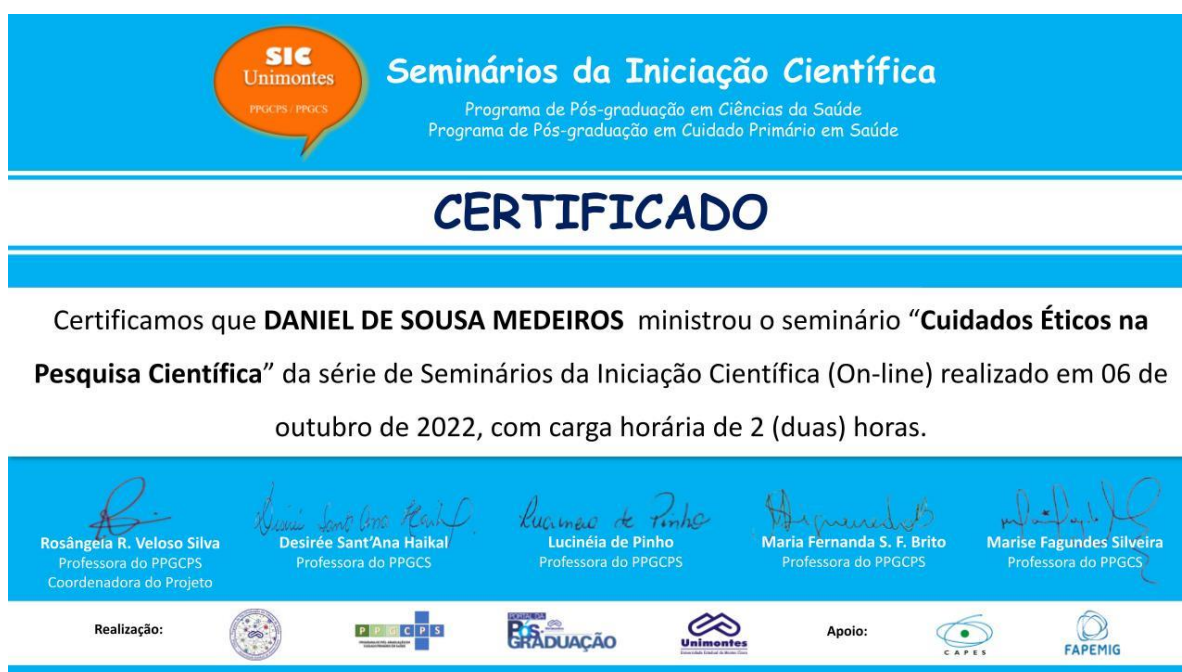 SIC
Unimontes
PPGCPS / PPGCS
Seminários da Iniciação Científica
Programa de Pós-graduação em Ciências da Saúde
Programa de Pós-graduação em Cuidado Primário em Saúde
CERTIFICADO
Certificamos que DANIEL DE SOUSA MEDEIROS ministrou o seminário “Cuidados Éticos na
Pesquisa Científica” da série de Seminários da Iniciação Científica (On-line) realizado em 06 de
outubro de 2022, com carga horária de 2 (duas) horas.
Rosângela R. Veloso Silva
Professora do PPGCPS
Coordenadora do Projeto
Desirée Sant’Ana Haikal
Professora do PPGCS
Lucinéia de Pinho
Professora do PPGCPS
Maria Fernanda S. F. Brito
Professora do PPGCPS
Marise Fagundes Silveira
Professora do PPGCS
Realização:
PPGCPS
PORTAL DA
PÓS-
GRADUAÇÃO
Unimontes
Apoio:
CAPES
FAPEMIG